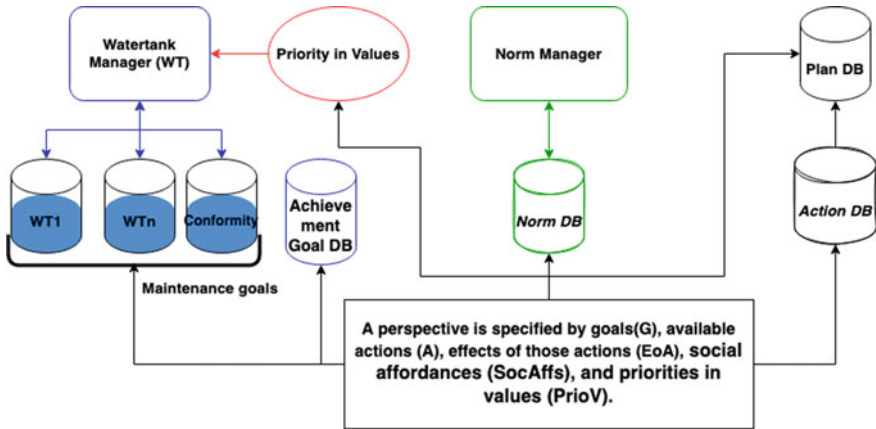 Watertank
Manager (WT)
Priority in Values
Norm Manager
Plan DB
WT1
WTn
Conformity
Achieve
ment
Goal DB
Norm DB
Action DB
Maintenance goals
A perspective is specified by goals(G), available
actions (A), effects of those actions (EoA), social
affordances (SocAffs), and priorities in
values (PrioV).